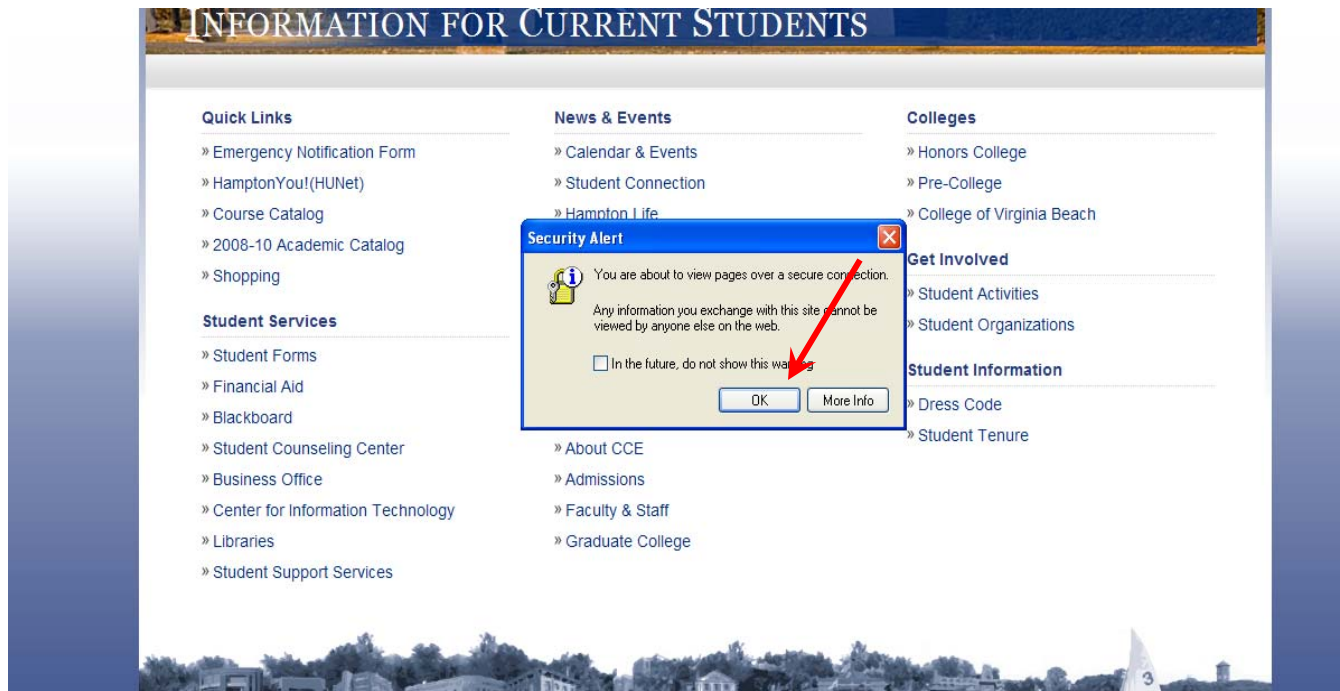 INFORMATION FOR CURRENT STUDENTS
Quick Links
» Emergency Notification Form
» HamptonYou!(HUNet)
» Course Catalog
» 2008-10 Academic Catalog
» Shopping
Student Services
» Student Forms
» Financial Aid
» Blackboard
» Student Counseling Center
» Business Office
» Center for Information Technology
» Libraries
» Student Support Services
News & Events
» Calendar & Events
» Student Connection
» Hampton Life
Security Alert
You are about to view pages over a secure connection.
Any information you exchange with this site cannot be
viewed by anyone else on the web.
In the future, do not show this warning
OK
More Info
» About CCE
» Admissions
» Faculty & Staff
» Graduate College
Colleges
» Honors College
» Pre-College
» College of Virginia Beach
Get Involved
» Student Activities
» Student Organizations
Student Information
» Dress Code
» Student Tenure
3